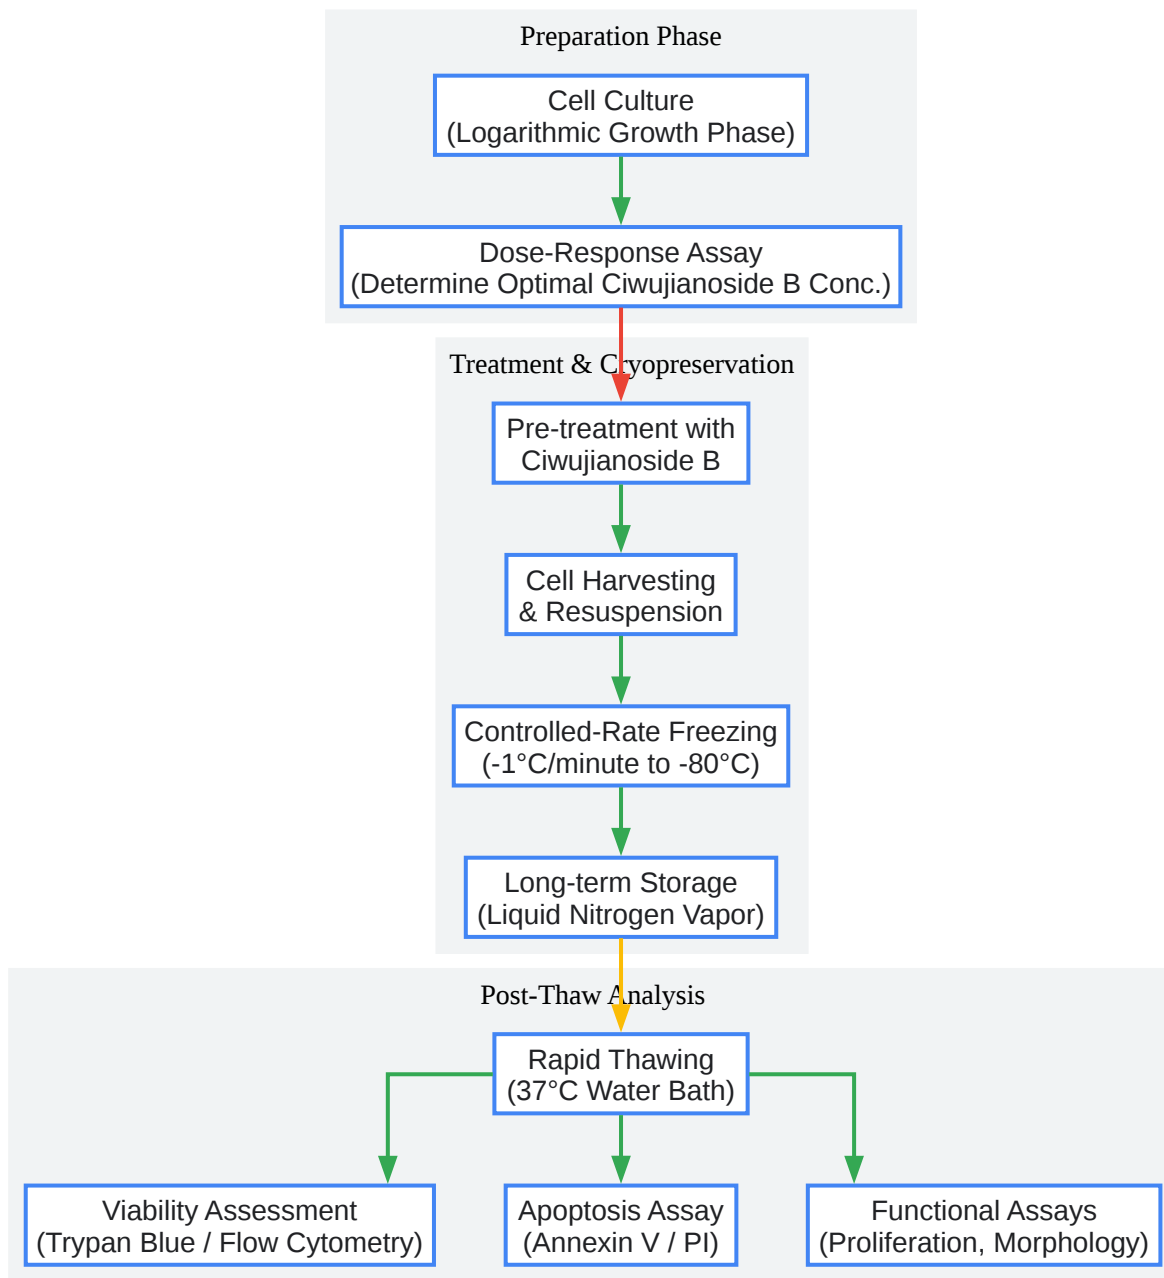 Preparation Phase
Cell Culture
(Logarithmic Growth Phase)
Dose-Response Assay
(Determine Optimal Ciwujianoside B Conc.)
Treatment & Cryopreservation
Pre-treatment with
Ciwujianoside B
Cell Harvesting
& Resuspension
Controlled-Rate Freezing
(-1°C/minute to -80°C)
Long-term Storage
(Liquid Nitrogen Vapor)
Post-Thaw Analysis
Rapid Thawing
(37°C Water Bath)
Viability Assessment
(Trypan Blue / Flow Cytometry)
Apoptosis Assay
(Annexin V / PI)
Functional Assays
(Proliferation, Morphology)